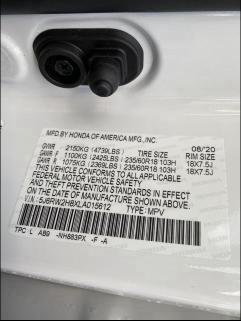 MFD.BY HONDA OF AMERICA MFG.,INC. 08/'20
GVWR 2150KG (4739LBS) TIRE SIZE RIM SIZE
GAWR F 1100KG (2425LBS) 235/60R18 103H 18X7.5J
GAWR R 1075KG (2369LBS) 235/60R18 103H 18X7.5J
THIS VEHICLE CONFORMS TO ALL APPLICABLE FEDERAL
MOTOR VEHICLE SAFETY
AND THEFT PREVENTION STANDARDS IN EFFECT
ON THE DATE OF MANUFACTURE SHOWN ABOVE.
V.I.N.: 5J6RW2H8XLA015612 TYPE: MPV
TPC L AB9 -NH883PX -F -A